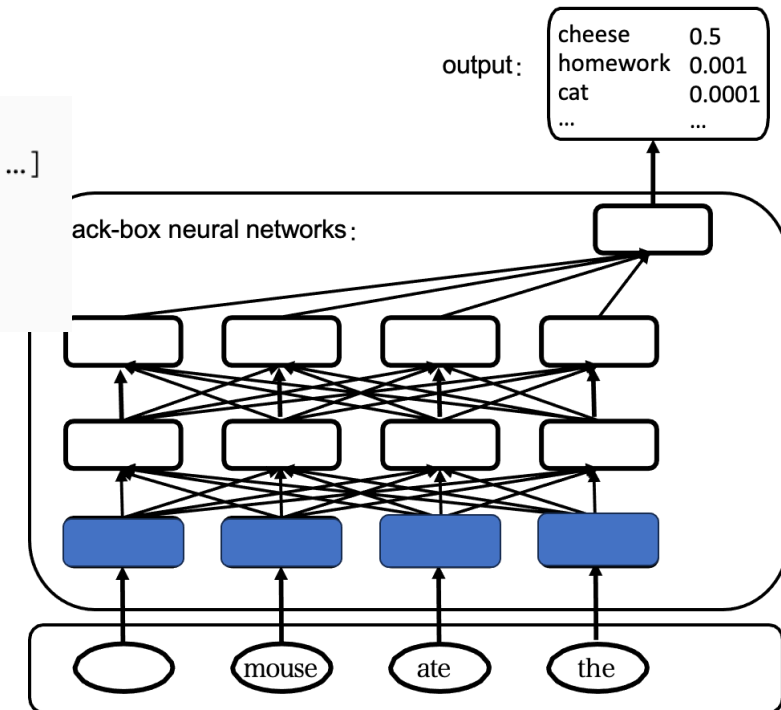 cheese 0.5
output: homework 0.001
cat 0.0001
... ...
...]
ack-box neural networks:
mouse ate the